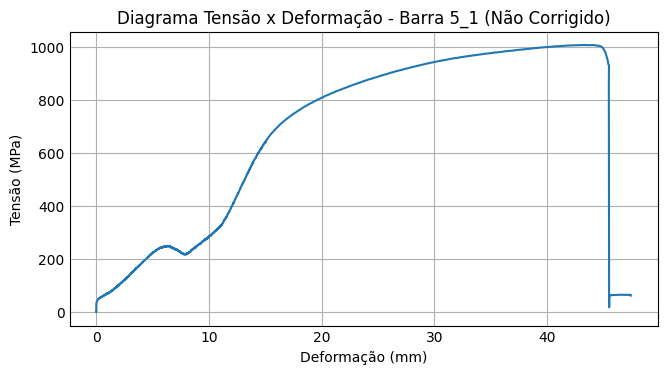 Diagrama Tensão x Deformação - Barra 5_1 (Não Corrigido)
1000
800
600
400
200
0
Tensão (MPa)
0 10 20 30 40
Deformação (mm)